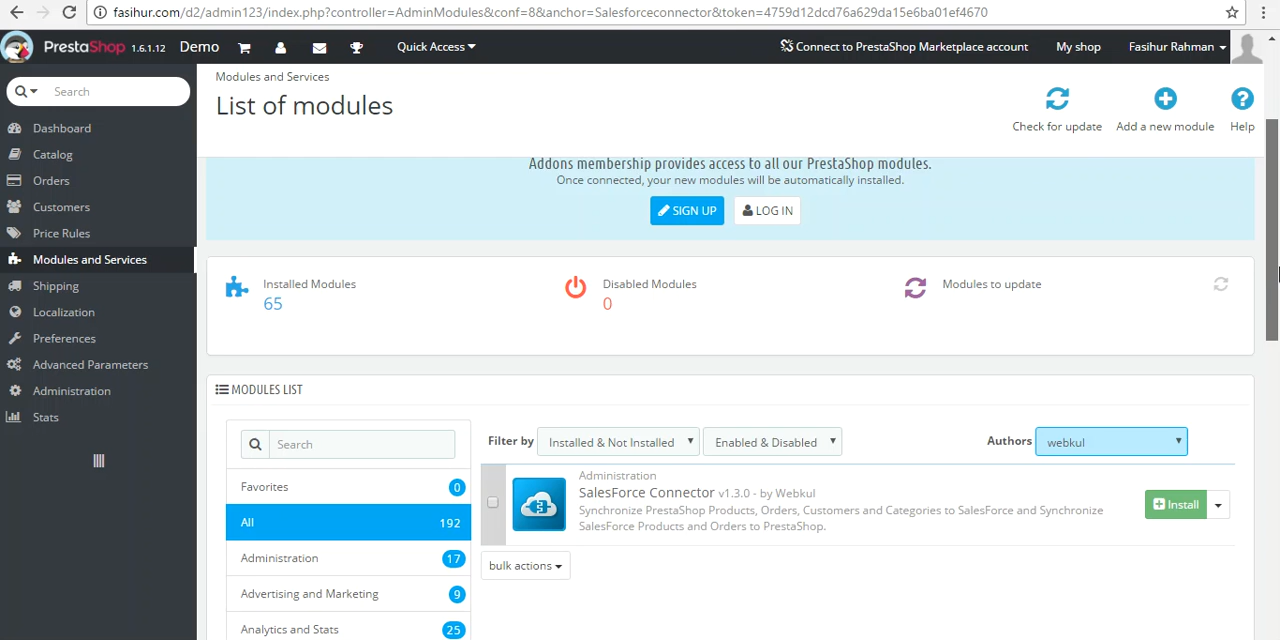 fasihur.com/d2/admin123/index.php?controller=AdminModules&conf=8&anchor=Salesforceconnector&token=4759d12dcd76a629da15e6ba01ef4670
PrestaShop 1.6.1.12 Demo Quick Access Connect to PrestaShop Marketplace account My shop Fasihur Rahman
Search
Dashboard
Catalog
Orders
Customers
Price Rules
Modules and Services
Shipping
Localization
Preferences
Advanced Parameters
Administration
Stats
Modules and Services
List of modules
Check for update Add a new module Help
Addons membership provides access to all our PrestaShop modules.
Once connected, your new modules will be automatically installed.
SIGN UP LOG IN
Installed Modules
65
Disabled Modules
0
Modules to update
MODULES LIST
Search
Favorites 0
All 192
Administration 17
Advertising and Marketing 9
Analytics and Stats 25
Filter by Installed & Not Installed Enabled & Disabled Authors webkul
Administration
SalesForce Connector v1.3.0 - by Webkul
Synchronize PrestaShop Products, Orders, Customers and Categories to SalesForce and Synchronize
SalesForce Products and Orders to PrestaShop.
Install
bulk actions